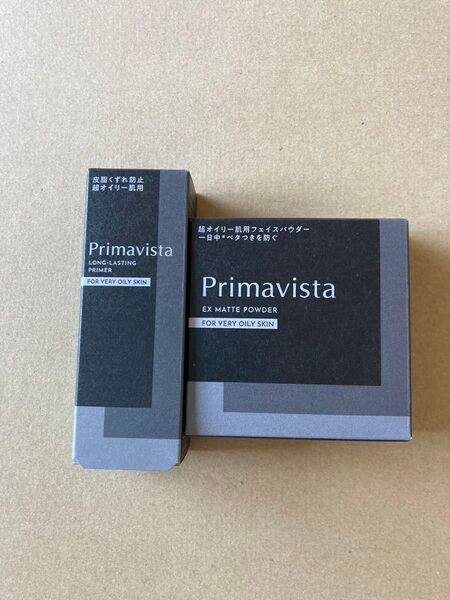 皮脂くずれ防止
超オイリー肌用
Primavista
LONG-LASTING
PRIMER
FOR VERY OILY SKIN
超オイリー肌用フェイスパウダー
一日中*ベタつきを防ぐ
Primavista
EX MATTE POWDER
FOR VERY OILY SKIN